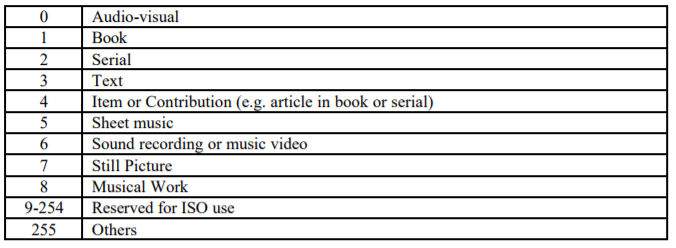 0 Audio-visual
1 Book
2 Serial
3 Text
4 Item or Contribution (e.g. article in book or serial)
5 Sheet music
6 Sound recording or music video
7 Still Picture
8 Musical Work
9-254 Reserved for ISO use
255 Others